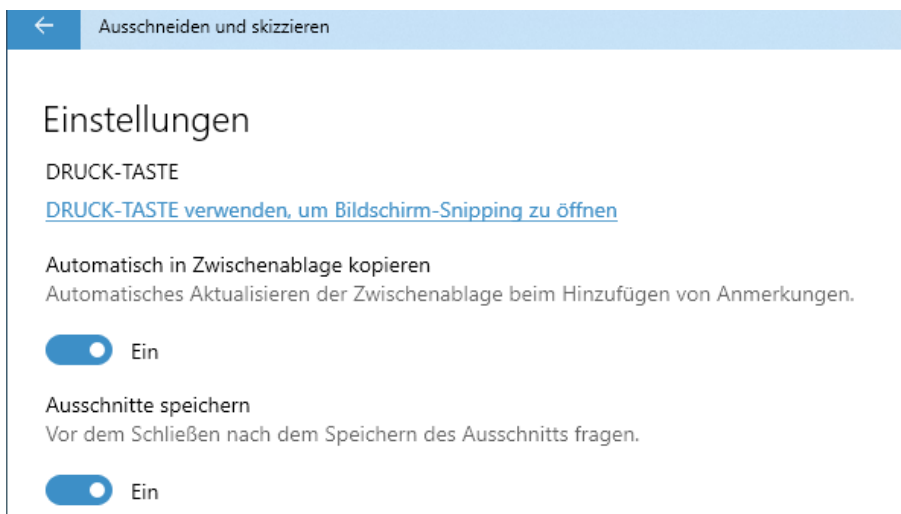 Ausschneiden und skizzieren
Einstellungen
DRUCK-TASTE
DRUCK-TASTE verwenden, um Bildschirm-Snipping zu öffnen
Automatisch in Zwischenablage kopieren
Automatisches Aktualisieren der Zwischenablage beim Hinzufügen von Anmerkungen.
Ein
Ausschnitte speichern
Vor dem Schließen nach dem Speichern des Ausschnitts fragen.
Ein